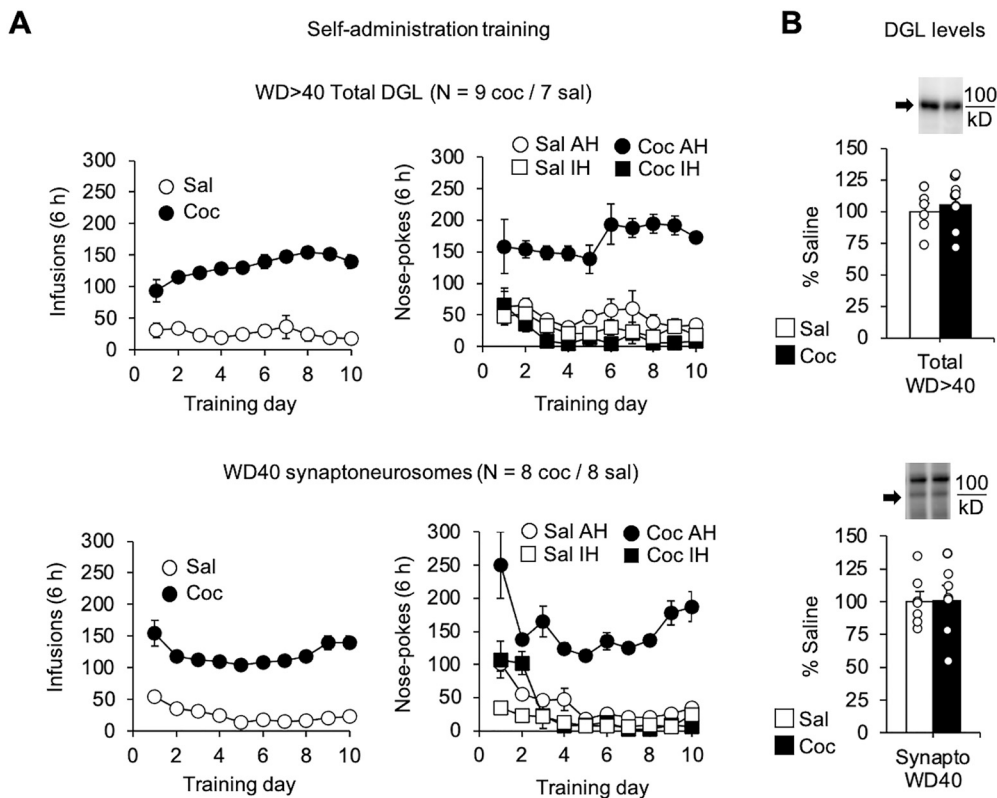 A
Self-administration training
WD>40 Total DGL (N = 9 coc / 7 sal)
Infusions (6 h)
300
250
200
150
100
50
0
Sal
Coc
0 2 4 6 8 10
Training day
Nose-pokes (6 h)
300
250
200
150
100
50
0
Sal AH Coc AH
Sal IH Coc IH
0 2 4 6 8 10
Training day
WD40 synaptoneurosomes (N = 8 coc / 8 sal)
Infusions (6 h)
300
250
200
150
100
50
0
Sal
Coc
0 2 4 6 8 10
Training day
Nose-pokes (6 h)
300
250
200
150
100
50
0
Sal AH Coc AH
Sal IH Coc IH
0 2 4 6 8 10
Training day
B
DGL levels
100
kD
% Saline
150
125
100
75
50
25
0
Sal
Coc
Total
WD>40
100
kD
% Saline
150
125
100
75
50
25
0
Sal
Coc
Synapto
WD40